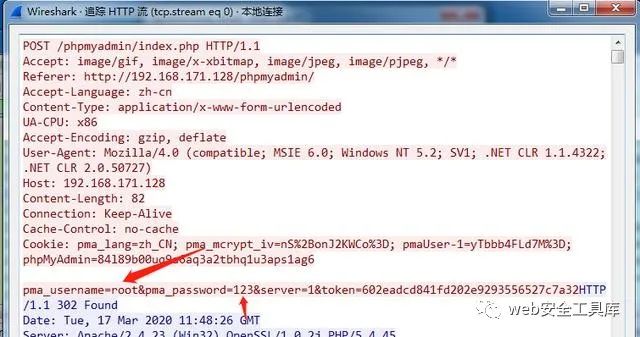 Wireshark · 追踪 HTTP 流 (tcp.stream eq 0) · 本地连接
POST /phpmyadmin/index.php HTTP/1.1
Accept: image/gif, image/x-xbitmap, image/jpeg, image/pjpeg, */*
Referer: http://192.168.171.128/phpmyadmin/
Accept-Language: zh-cn
Content-Type: application/x-www-form-urlencoded
UA-CPU: x86
Accept-Encoding: gzip, deflate
User-Agent: Mozilla/4.0 (compatible; MSIE 6.0; Windows NT 5.2; SV1; .NET CLR 1.1.4322;
.NET CLR 2.0.50727)
Host: 192.168.171.128
Content-Length: 82
Connection: Keep-Alive
Cache-Control: no-cache
Cookie: pma_lang=zh_CN; pma_mcrypt_iv=nS%2BonJ2KWCo%3D; pmaUser-1=yTbbb4FLd7M%3D;
pma_username=root&pma_password=123&server=1&token=602eadcd841fd202e9293556527c7a32HTTP
/1.1 302 Found
Date: Tue, 17 Mar 2020 11:48:26 GMT
Server: Apache/2.4.23 (Win32) OpenSSL/1.0.2j PHP/5.4.45
web安全工具库